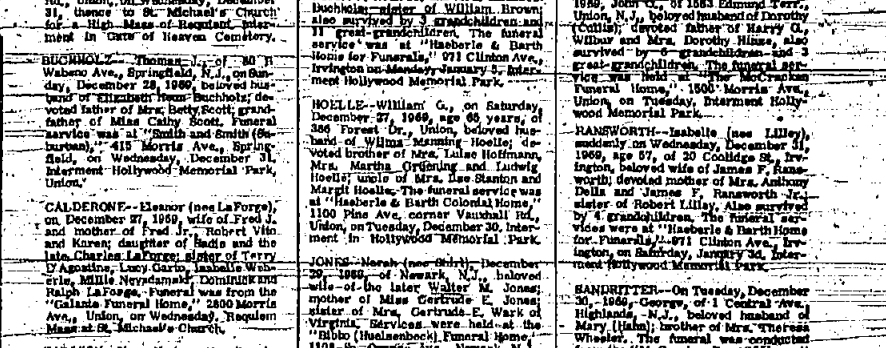 31, thence to St. Michael's Church
for a High Mass of Requiem. Inter-
ment in Gate of Heaven Cemetery.
BUCHHOLZ--Thomas J., of 80
Wabeno Ave., Springfield, N.J., on Sun-
day, December 28, 1969, beloved hus-
band of Elizabeth Buchholz; de-
voted father of Mrs. Betty Scott; grand-
father of Miss Cathy Scott. Funeral
service was at "Smith and Smith (Su-
burban)," 415 Morris Ave., Spring-
field, on Wednesday, December 31.
Interment Hollywood Memorial Park,
Union.
CALDERONE--Eleanor (nee LaForge),
on December 27, 1969, wife of Fred J.
and mother of Fred Jr., Robert Vito
and Karen; daughter of Sadie and the
late Charles LaForge; sister of Terry
D'Agostino, Lucy Garto, Isabelle Web-
erle, Millie Neysdamski, Dominick and
Ralph LaForge. Funeral was from the
"Galante Funeral Home," 2800 Morris
Ave., Union, on Wednesday. Requiem
Mass at St. Michael's Church.
Buchholz; sister of William Brown;
also survived by 3 grandchildren and
11 great-grandchildren. The funeral
service was at "Haeberle & Barth
Home for Funerals," 971 Clinton Ave.,
Irvington on Monday, January 5. Inter-
ment Hollywood Memorial Park.
HOELLE--William G., on Saturday,
December 27, 1969, age 65 years, of
386 Forest Dr., Union, beloved hus-
band of Wilma Manning Hoelle; de-
voted brother of Mrs. Luise Hoffmann,
Mrs. Martha Gruening and Ludwig
Hoelle; uncle of Mrs. Ilse Stanton and
Margit Hoelle. The funeral service was
at "Haeberle & Barth Colonial Home,"
1100 Pine Ave. corner Vauxhall Rd.,
Union, on Tuesday, December 30. Inter-
ment in Hollywood Memorial Park.
JONES--Norah (nee Shirt), December
29, 1969, of Newark, N.J., beloved
wife of the later Walter M. Jones;
mother of Miss Gertrude E. Jones;
sister of Mrs. Gertrude E. Wark of
Virginia. Services were held at the
"Bibbo (Huelsenbeck) Funeral Home,"
1969, of 1583 Edmund Terr.,
Union, N.J., beloved husband of Dorothy
(Collis); devoted father of Harry G.,
Wilbur and Mrs. Dorothy Hinze, also
survived by grandchildren and 3
great-grandchildren. The funeral ser-
vice was held at "The McCracken
Funeral Home," 1500 Morris Ave.,
Union, on Tuesday. Interment Holly-
wood Memorial Park.
RANSWORTH--Isabelle (nee Lilley),
suddenly on Wednesday, December 31,
1969, age 57, of 20 Coolidge St., Irv-
ington, beloved wife of James F. Rans-
worth; devoted mother of Mrs. Anthony
Della and James F. Ransworth Jr.;
sister of Robert Lilley. Also survived
by 4 grandchildren. The funeral ser-
vices were at "Haeberle & Barth Home
for Funerals," 971 Clinton Ave., Irv-
ington, on Saturday, January 3d. Inter-
ment Hollywood Memorial Park.
SANDRITTER--On Tuesday, December
30, 1969, George, of 1 Central Ave.,
Highlands, N.J., beloved husband of
Mary (Hahn); brother of Mrs. Theresa
Wheeler. The funeral was conducted